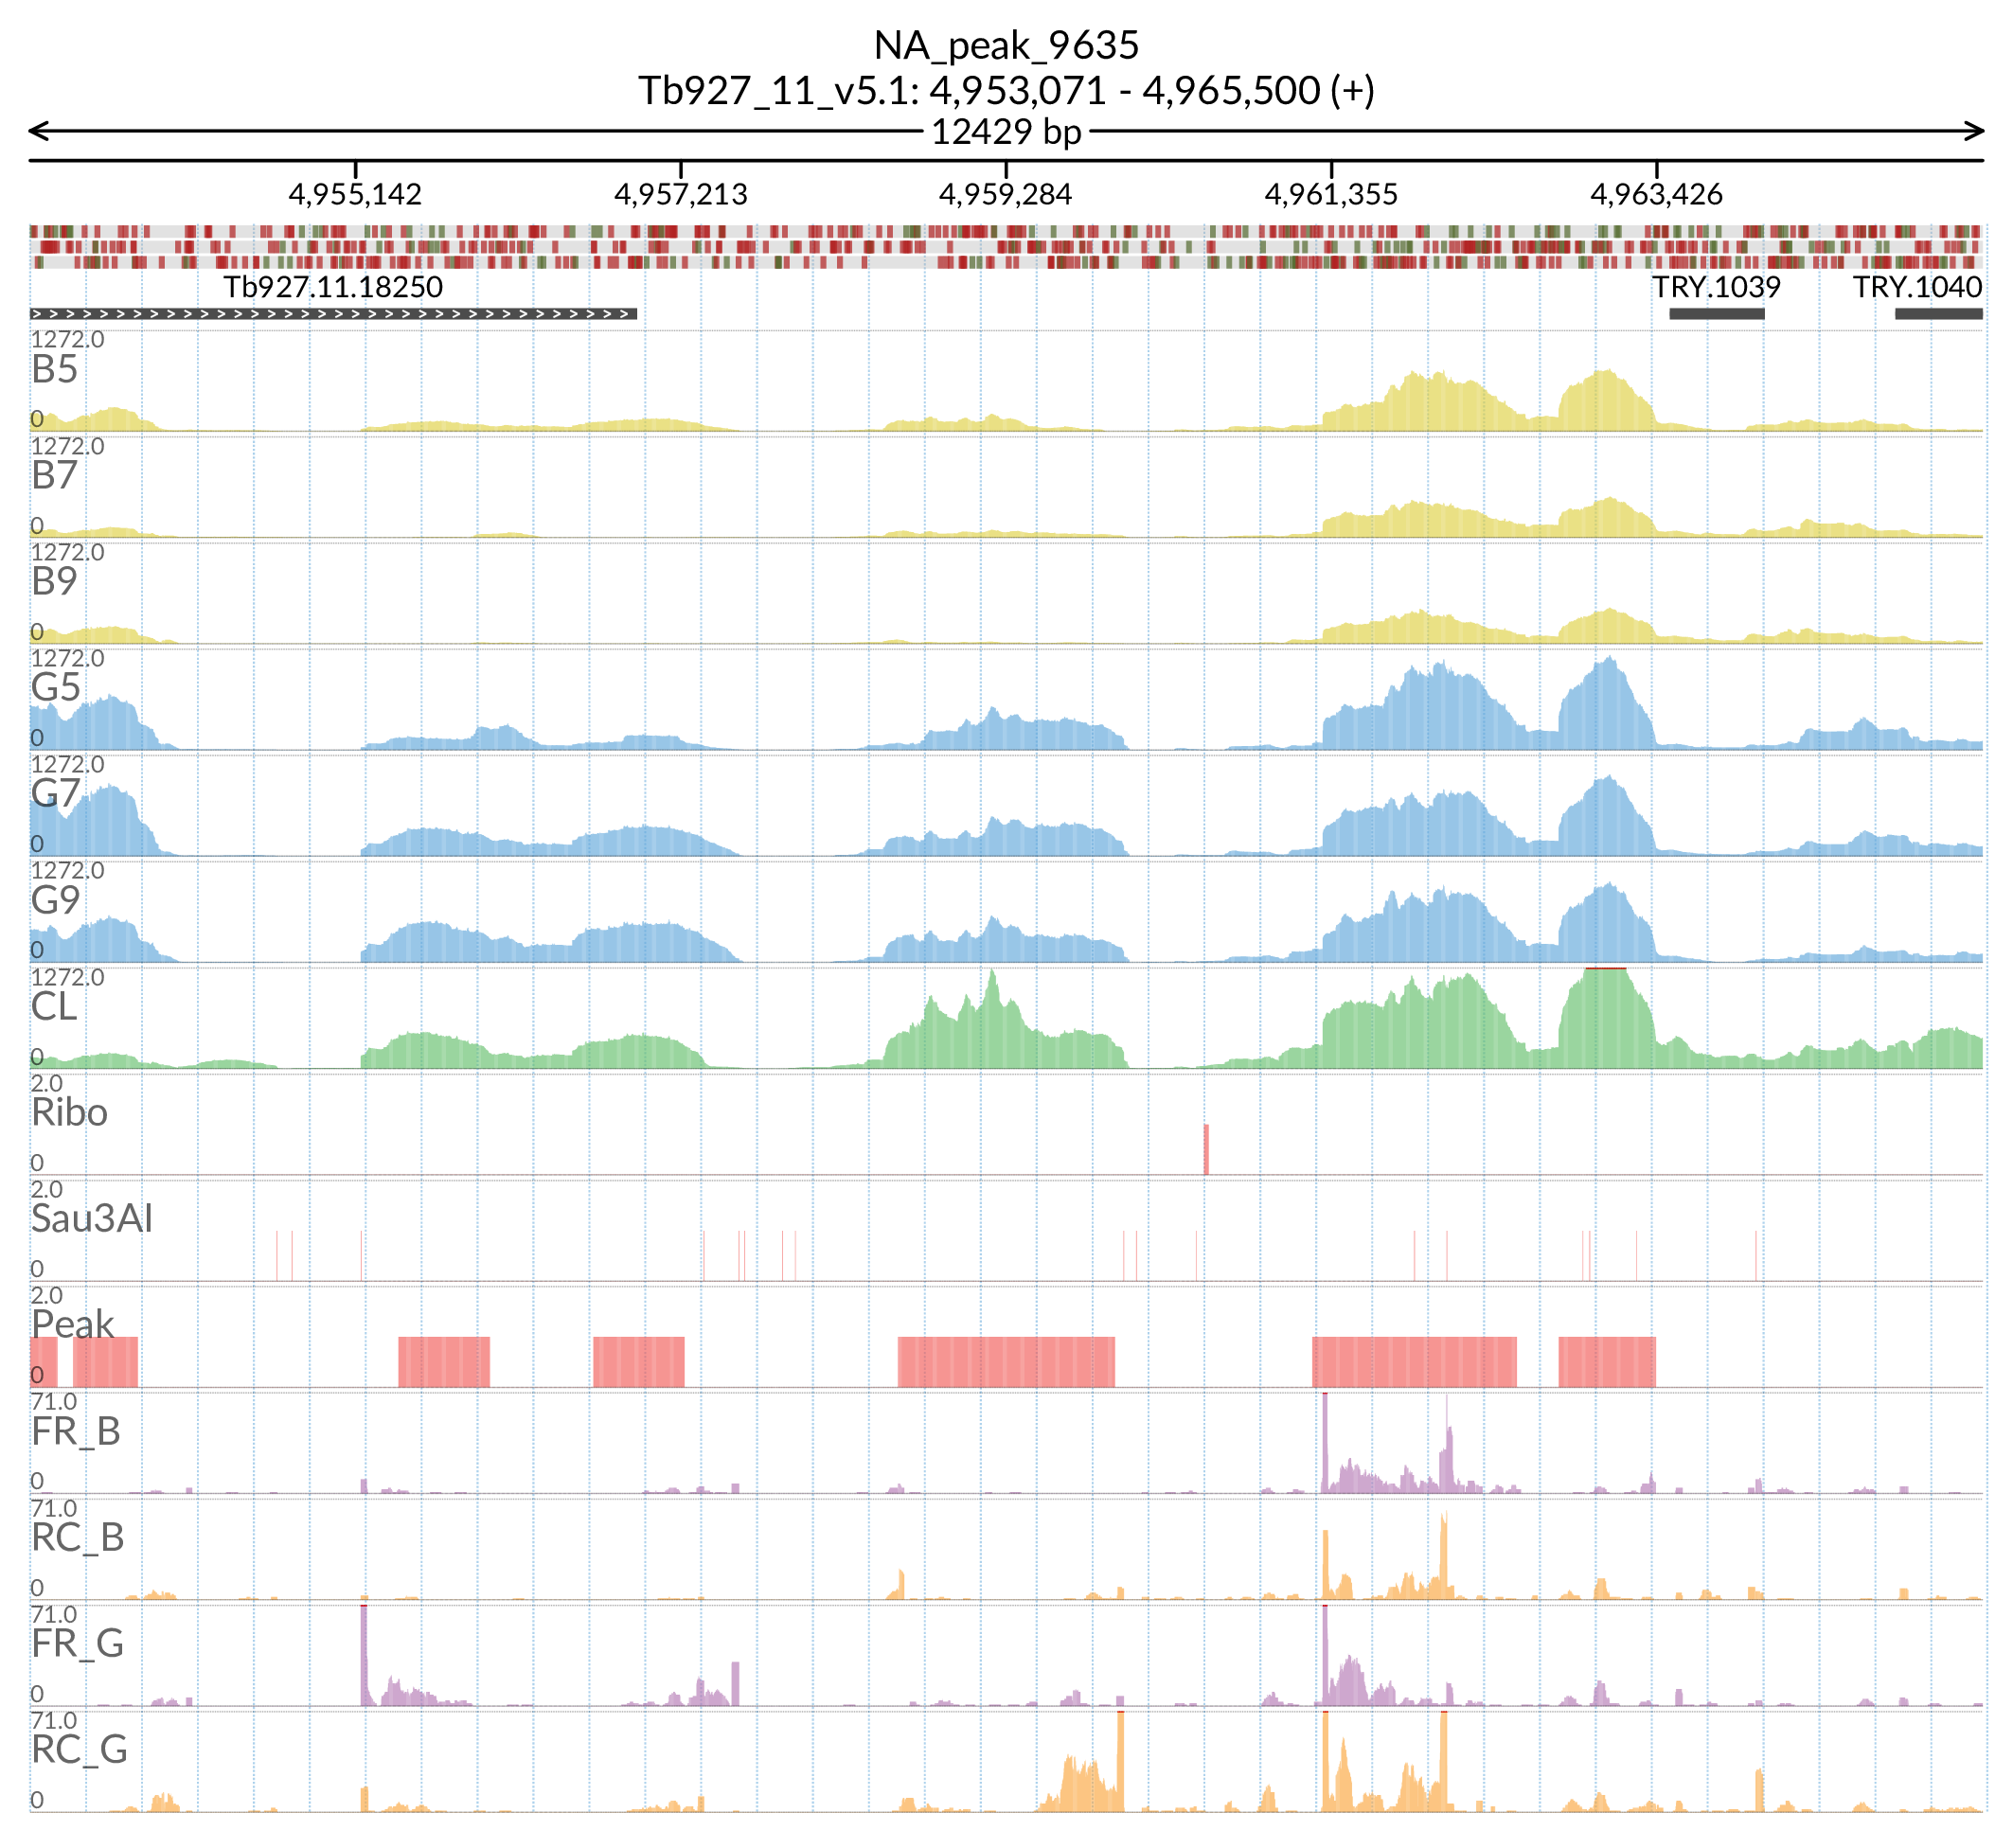 NA_peak_9635
Tb927_11_v5.1: 4,953,071 - 4,965,500 (+)
12429 bp
4,955,142 4,957,213 4,959,284 4,961,355 4,963,426
Tb927.11.18250 TRY.1039 TRY.1040
1272.0
B5
0
1272.0
B7
0
1272.0
B9
0
1272.0
G5
0
1272.0
G7
0
1272.0
G9
0
1272.0
CL
0
2.0
Ribo
0
2.0
Sau3AI
0
2.0
Peak
0
71.0
FR_B
0
71.0
RC_B
0
71.0
FR_G
0
71.0
RC_G
0